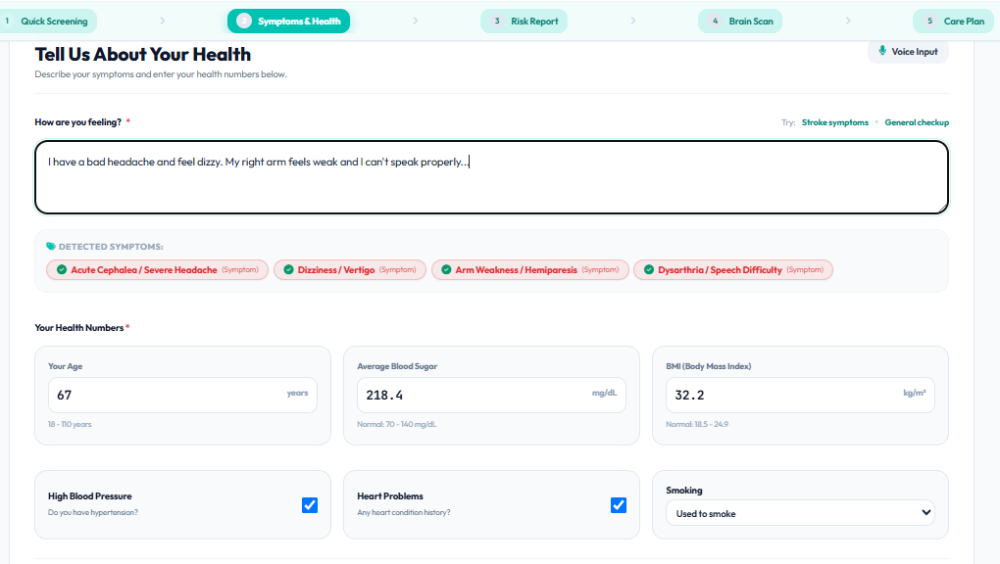 1 Quick Screening 2 Symptoms & Health 3 Risk Report 4 Brain Scan 5 Care Plan
Tell Us About Your Health
Voice Input
Describe your symptoms and enter your health numbers below.
How are you feeling? *
Try: Stroke symptoms • General checkup
I have a bad headache and feel dizzy. My right arm feels weak and I can't speak properly...
DETECTED SYMPTOMS:
Acute Cephalea / Severe Headache (Symptom) Dizziness / Vertigo (Symptom) Arm Weakness / Hemiparesis (Symptom) Dysarthria / Speech Difficulty (Symptom)
Your Health Numbers *
Your Age
67 years
18 - 110 years
Average Blood Sugar
218.4 mg/dL
Normal: 70 - 140 mg/dL
BMI (Body Mass Index)
32.2 kg/m²
Normal: 18.5 - 24.9
High Blood Pressure
Do you have hypertension?
Heart Problems
Any heart condition history?
Smoking
Used to smoke